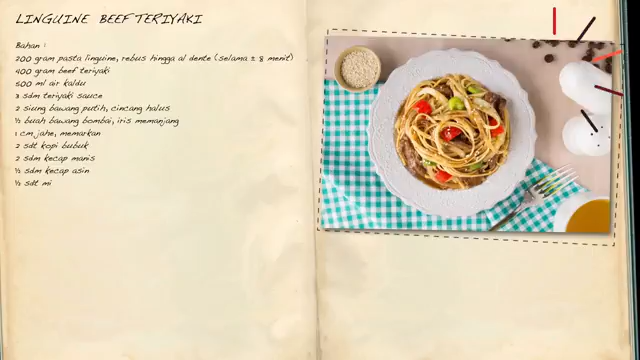 LINGUINE BEEF TERIYAKI
Bahan :
200 gram pasta linguine, rebus hingga al dente (selama ± 8 menit)
400 gram beef teriyaki
500 ml air kaldu
3 sdm teriyaki sauce
2 siung bawang putih, cincang halus
½ buah bawang bombai, iris memanjang
1 cm jahe, memarkan
2 sdt kopi bubuk
2 sdm kecap manis
½ sdm kecap asin
½ sdt mi